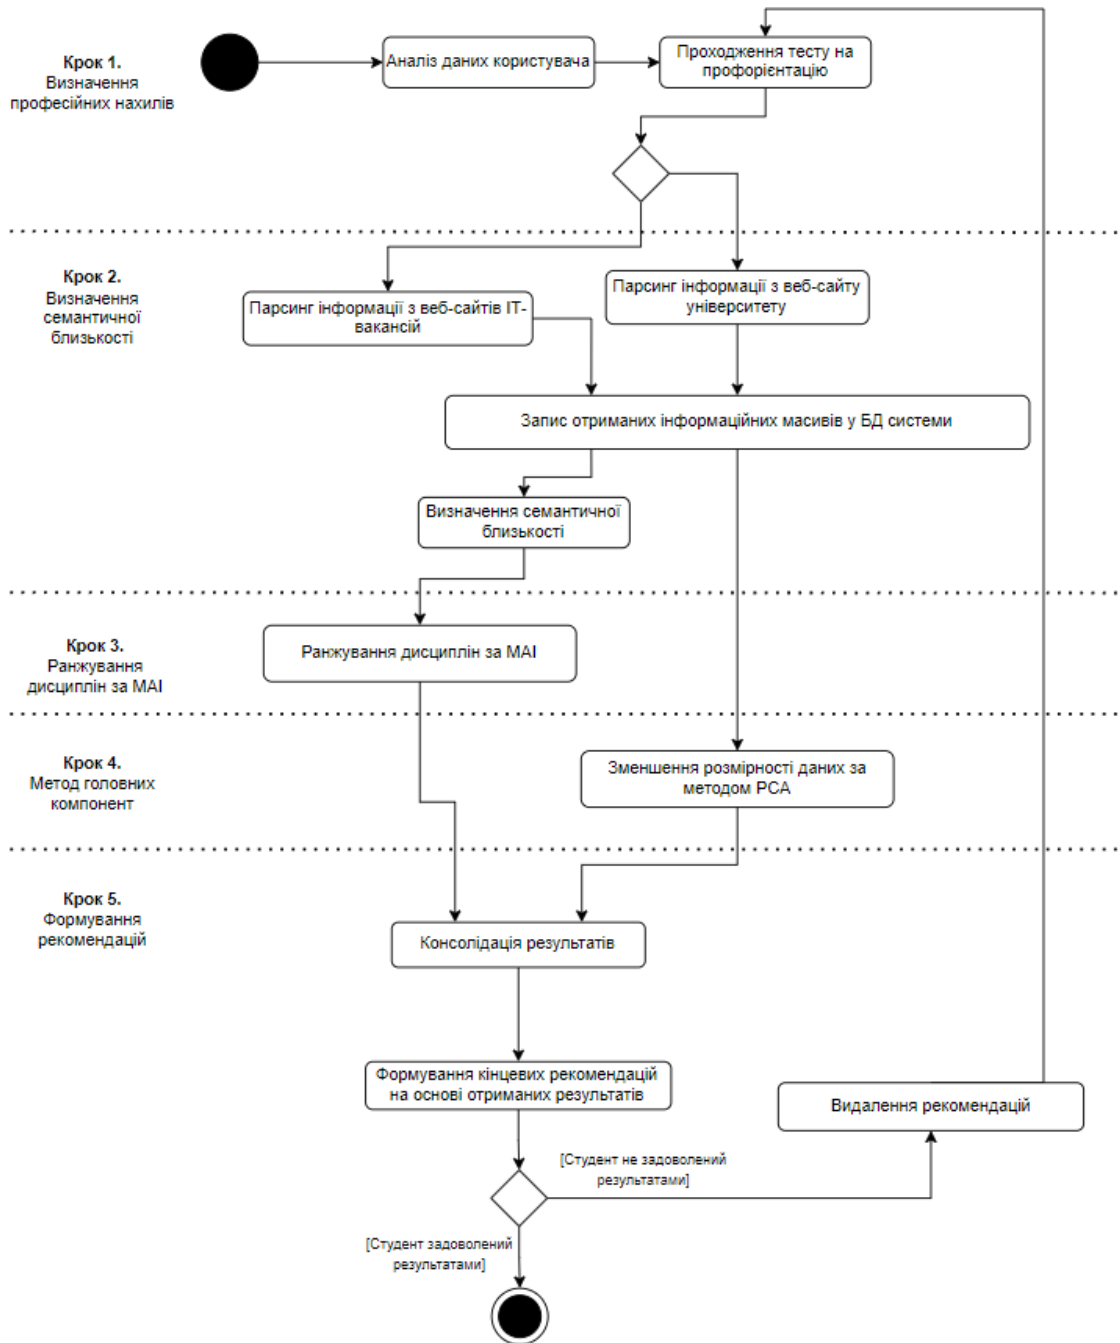 Крок 1.
Визначення
професійних нахилів
Аналіз даних користувача
Проходження тесту на
профорієнтацію
Крок 2.
Визначення
семантичної
близькості
Парсинг інформації з веб-сайтів ІТ-
вакансій
Парсинг інформації з веб-сайту
університету
Запис отриманих інформаційних масивів у БД системи
Визначення семантичної
близькості
Крок 3.
Ранжування
дисциплін за МАІ
Ранжування дисциплін за МАІ
Крок 4.
Метод головних
компонент
Зменшення розмірності даних за
методом PCA
Крок 5.
Формування
рекомендацій
Консолідація результатів
Формування кінцевих рекомендацій
на основі отриманих результатів
Видалення рекомендацій
[Студент не задоволений
результатами]
[Студент задоволений
результатами]